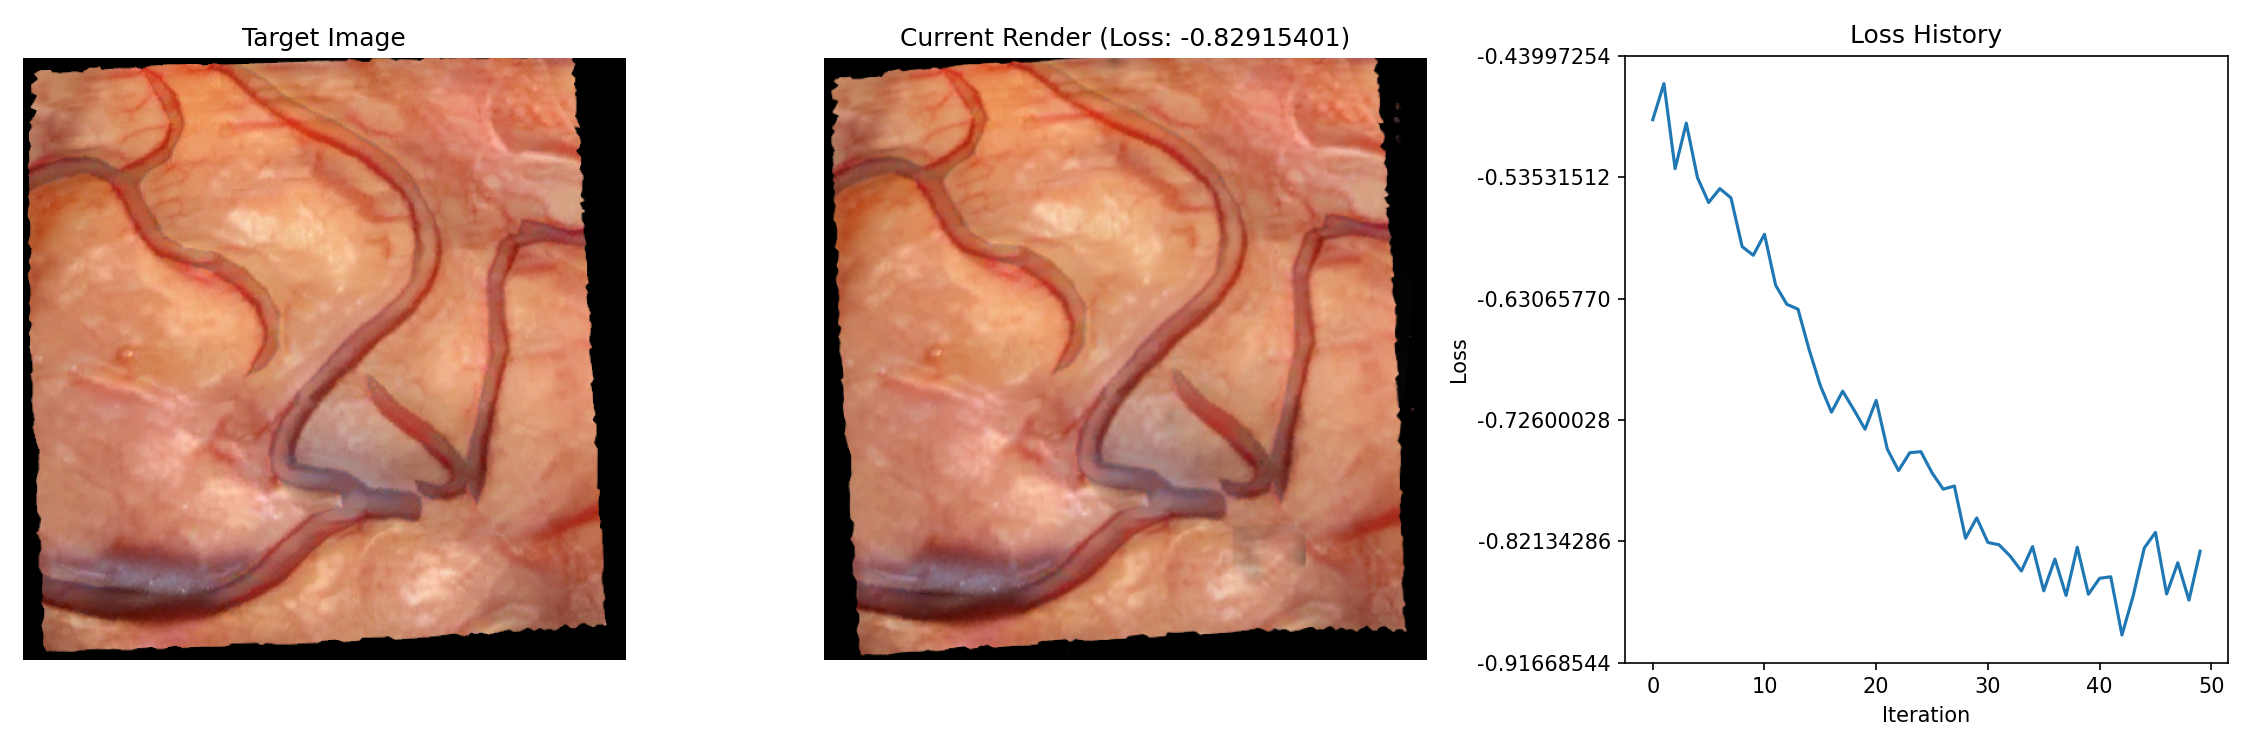 Target Image
Current Render (Loss: -0.82915401)
Loss History
-0.43997254
-0.53531512
-0.63065770
-0.72600028
-0.82134286
-0.91668544
Loss
0 10 20 30 40 50
Iteration